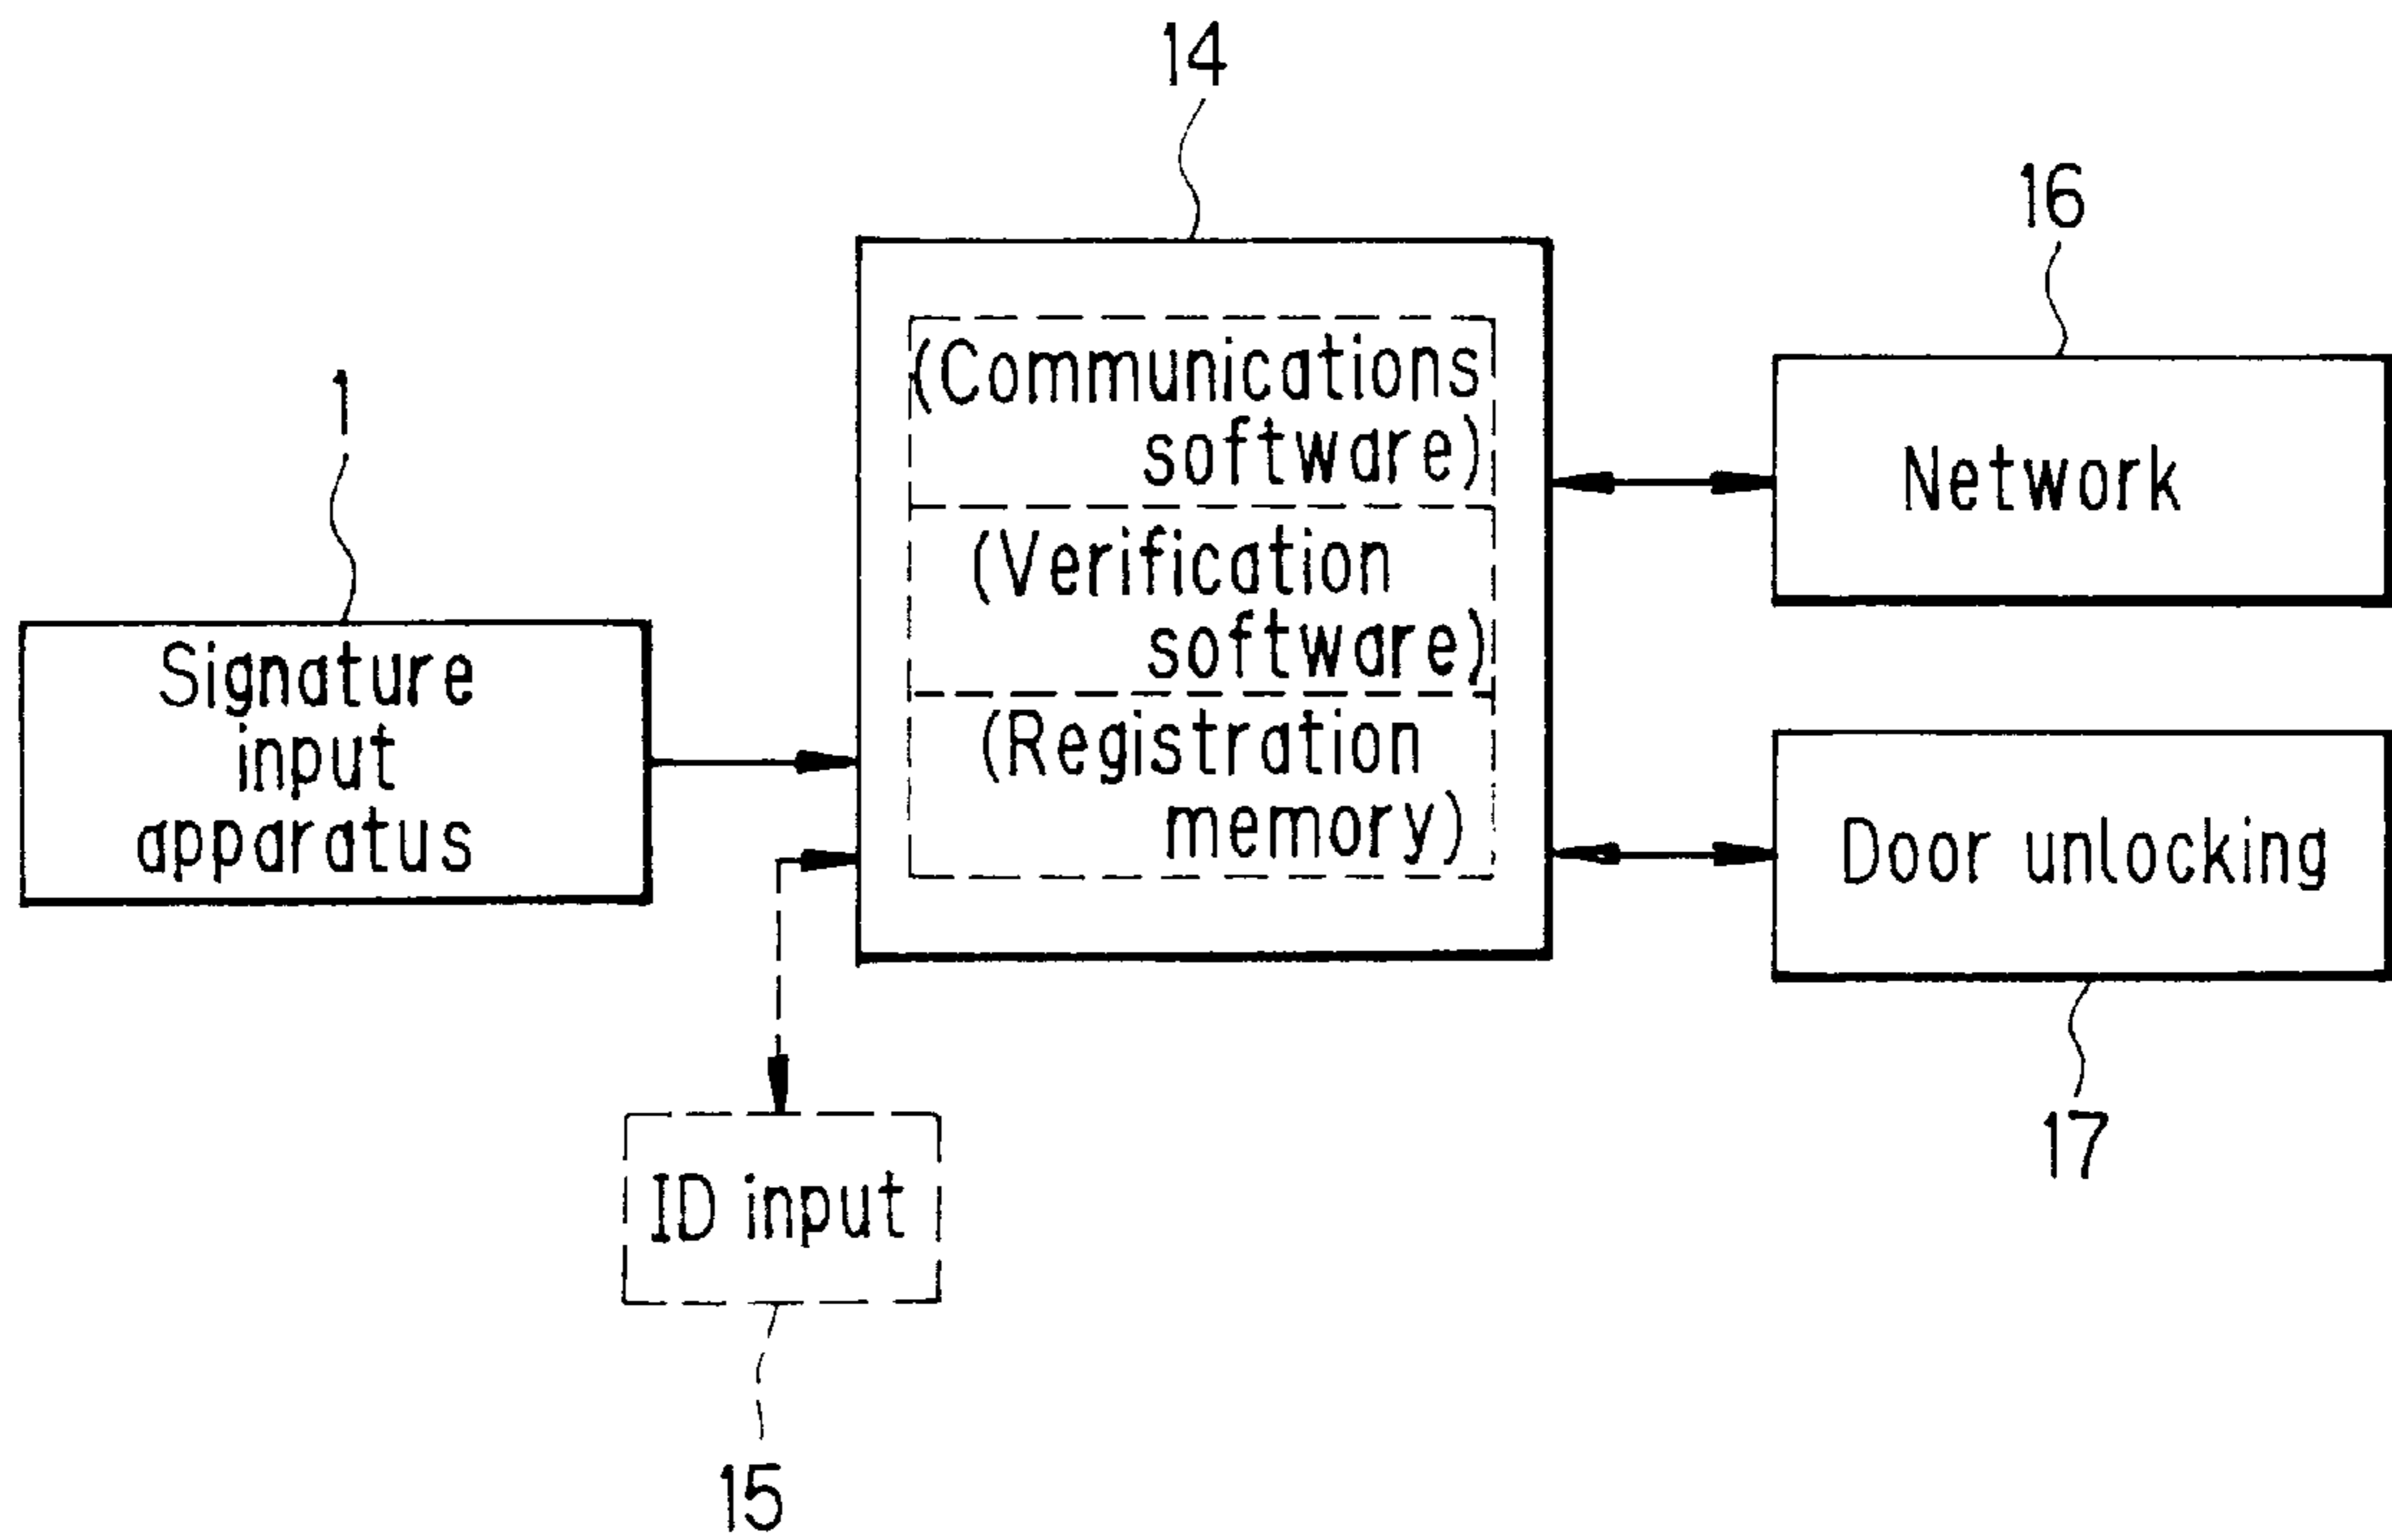 14
16
1
(Communications
software)
(Verification
software)
(Registration
memory)
Signature
input
apparatus
Network
Door unlocking
17
ID input
15